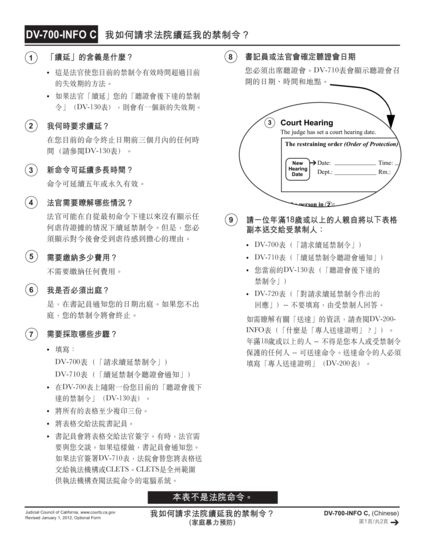 DV-700-INFO C 我如何請求法院續延我的禁制令？
1 「續延」的含義是什麼？
• 這是法官使您目前的禁制令有效時間超過目前
的失效期的方法。
• 如果法官「續延」您的「聽證會後下達的禁制
令」（DV-130表），則會有一個新的失效期。
2 我何時要求續延？
在您目前的命令終止日期前三個月內的任何時
間（請參閱DV-130表）。
3 新命令可延續多長時間？
命令可延續五年或永久有效。
4 法官需要瞭解哪些情況？
法官可能在自從最初命令下達以來沒有顯示任
何虐待證據的情況下續延禁制令。但是，您必
須顯示對今後會受到虐待感到擔心的理由。
5 需要繳納多少費用？
不需要繳納任何費用。
6 我是否必須出庭？
是，在書記員通知您的日期出庭。如果您不出
庭，您的禁制令將會終止。
7 需要採取哪些步驟？
• 填寫：
DV-700表（「請求續延禁制令」）
DV-710表（「續延禁制令聽證會通知」）
• 在DV-700表上隨附一份您目前的「聽證會後下
達的禁制令」（DV-130表）。
• 將所有的表格至少複印三份。
• 將表格交給法院書記員。
• 書記員會將表格交給法官簽字。有時，法官需
要與您交談。如果這樣做，書記員會通知您。
如果法官簽署DV-710表，法院會替您將表格送
交給執法機構或CLETS。CLETS是全州範圍
供執法機構查閱法院命令的電腦系統。
8 書記員或法官會確定聽證會日期
您必須出席聽證會。DV-710表會顯示聽證會召
開的日期、時間和地點。
3 Court Hearing
The judge has set a court hearing date.
The restraining order (Order of Protection)
New Hearing Date
Date: Time:
Dept.: Rm.:
person in 2
9 請一位年滿18歲或以上的人親自將以下表格
副本送交給受禁制人：
• DV-700表（「請求續延禁制令」）
• DV-710表（「續延禁制令聽證會通知」）
• 您當前的DV-130表（「聽證會後下達的
禁制令」）
• DV-720表（「對請求續延禁制令作出的
回應」）– 不要填寫，由受禁制人回答。
如需瞭解有關「送達」的資訊，請查閱DV-200-
INFO表（「什麼是「專人送達證明」？」）。
年滿18歲或以上的人 – 不得是您本人或受禁制令
保護的任何人 – 可送達命令。送達命令的人必須
填寫「專人送達證明」（DV-200表）。
本表不是法院命令。
Judicial Council of California, www.courts.ca.gov
Revised January 1, 2012, Optional Form
我如何請求法院續延我的禁制令？
(家庭暴力預防)
DV-700-INFO C, (Chinese)
第1頁/共2頁